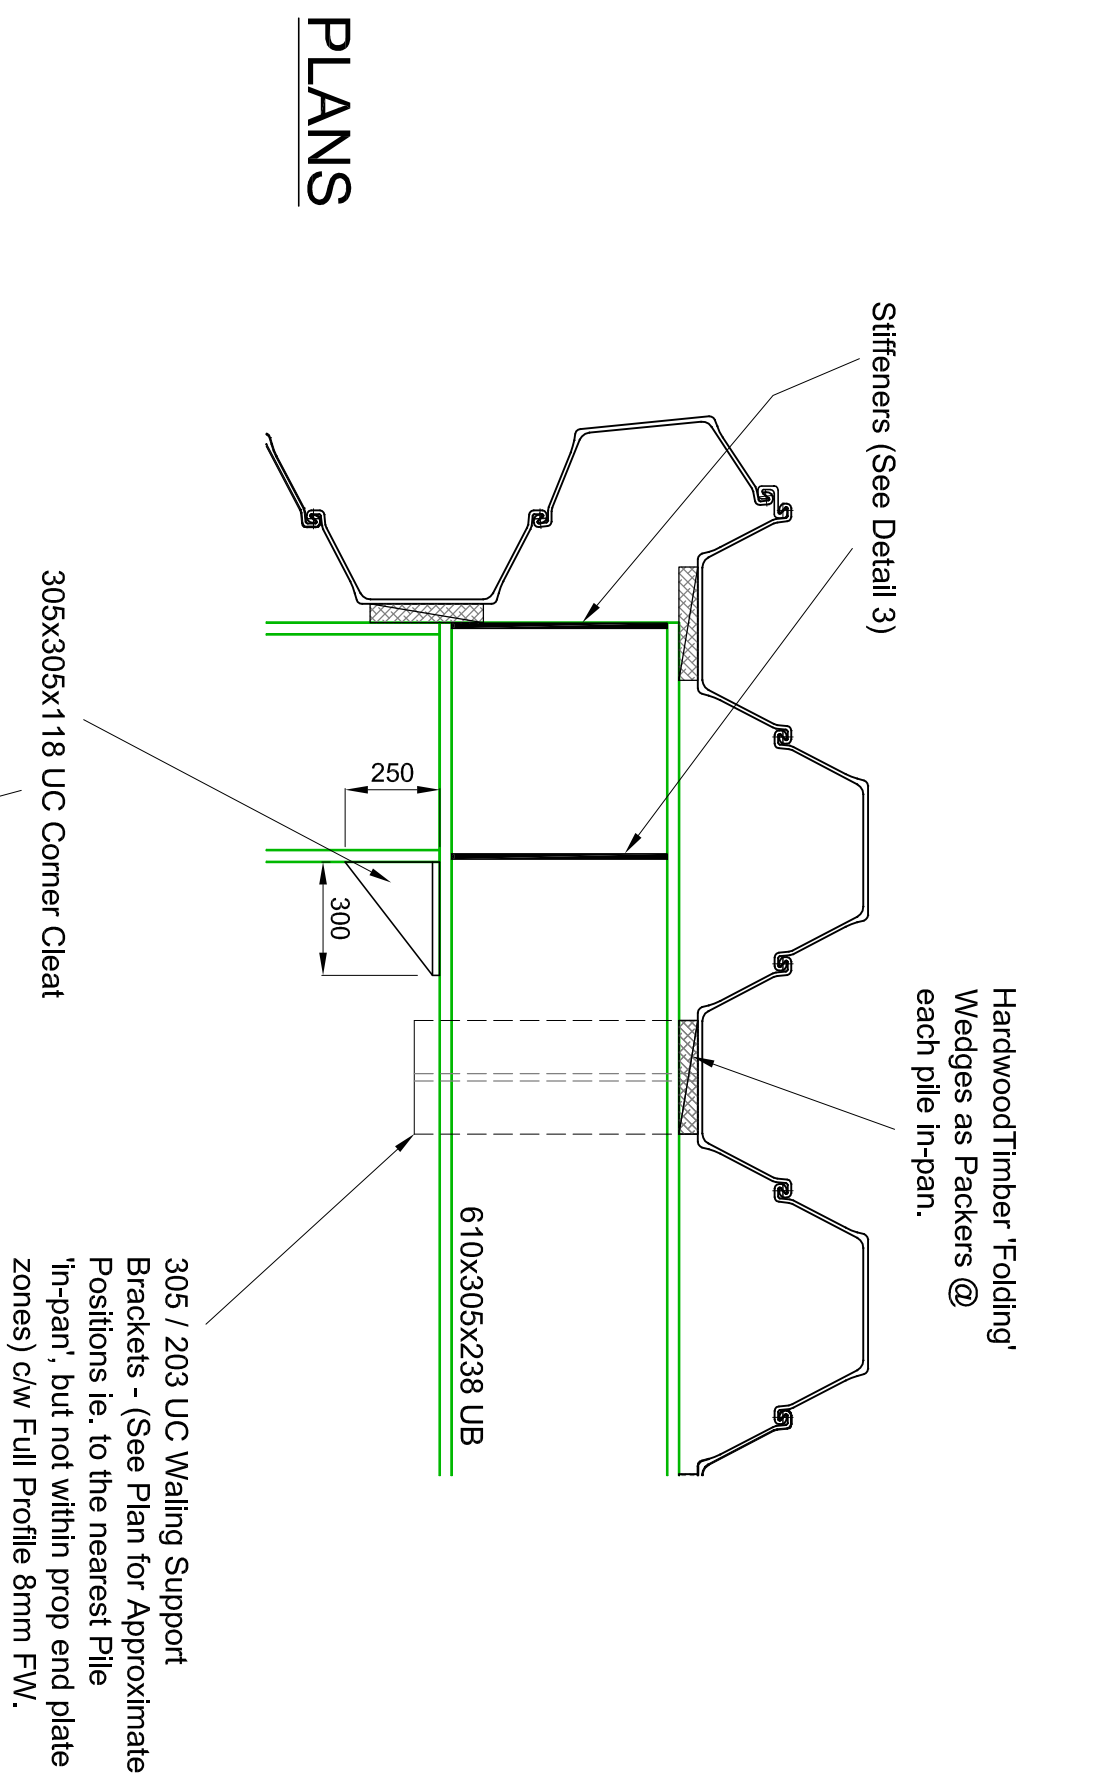 PLANS
Stiffeners (See Detail 3)
HardwoodTimber 'Folding'
Wedges as Packers @
each pile in-pan.
250
300
610x305x238 UB
305x305x118 UC Corner Cleat
305 / 203 UC Waling Support
Brackets - (See Plan for Approximate
Positions ie. to the nearest Pile
'in-pan', but not within prop end plate
zones) c/w Full Profile 8mm FW.